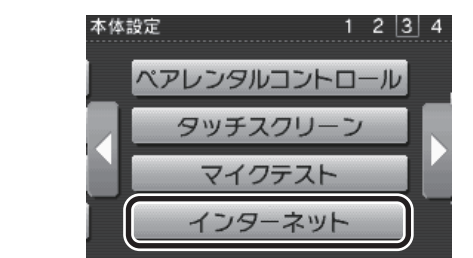 本体設定 1 2 3 4
ペアレンタルコントロール
タッチスクリーン
マイクテスト
インターネット